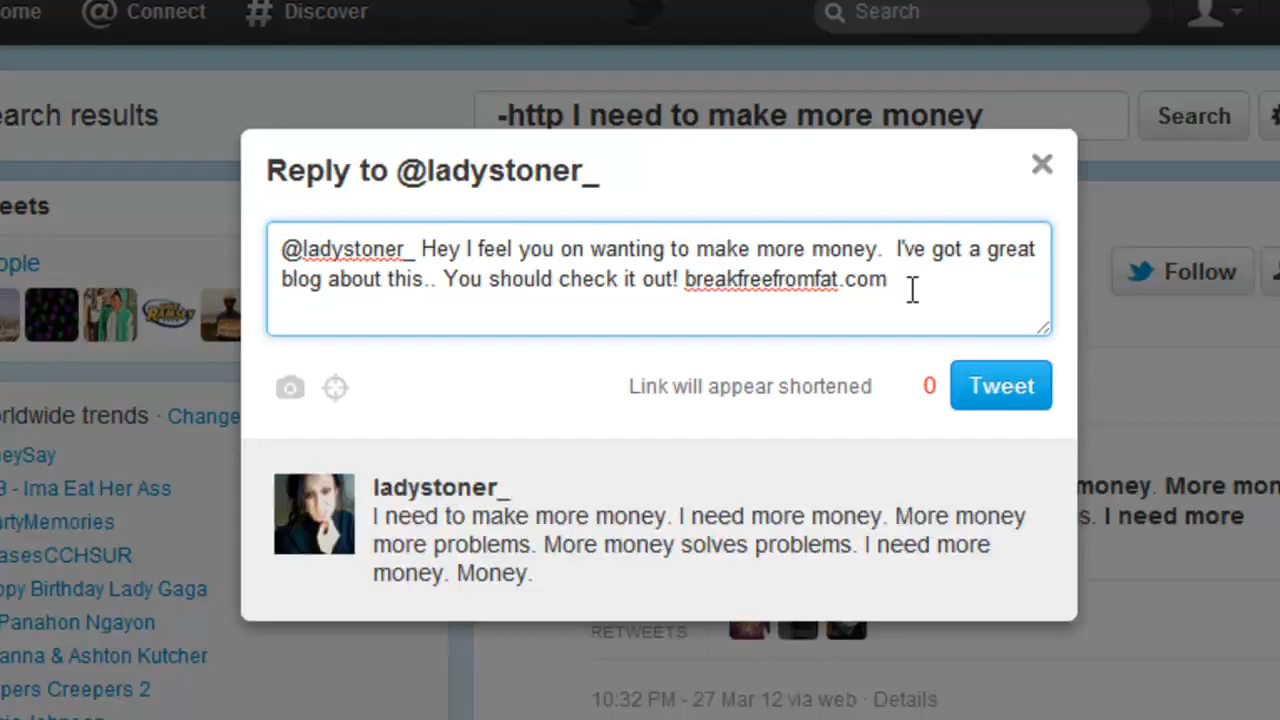 ome @ Connect # Discover Search
earch results
-http I need to make more money Search
Reply to @ladystoner_
@ladystoner_ Hey I feel you on wanting to make more money. I've got a great
blog about this.. You should check it out! breakfreefromfat.com
Link will appear shortened 0 Tweet
ladystoner_
I need to make more money. I need more money. More money
more problems. More money solves problems. I need more
money. Money.
eets
ople
Follow
orldwide trends · Change
eySay
3 - Ima Eat Her Ass
rtyMemories
asesCCHSUR
ppy Birthday Lady Gaga
Panahon Ngayon
anna & Ashton Kutcher
pers Creepers 2
money. More mon
s. I need more
RETWEETS
10:32 PM - 27 Mar 12 via web · Details